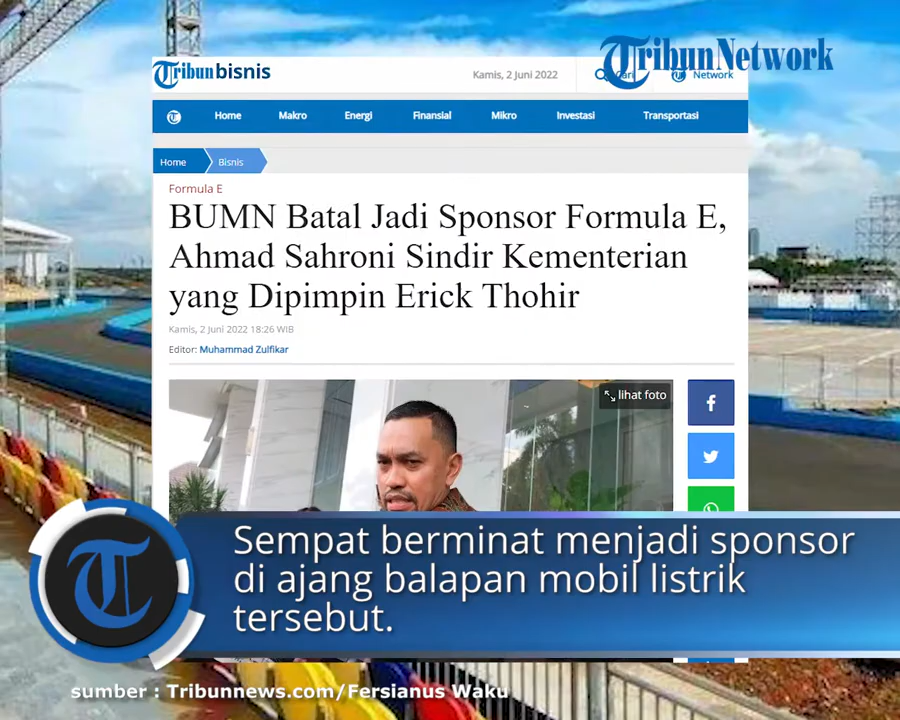 TribunNetwork
Tribunbisnis
Kamis, 2 Juni 2022
Cari
Network
Home
Makro
Energi
Finansial
Mikro
Investasi
Transportasi
Home
Bisnis
Formula E
BUMN Batal Jadi Sponsor Formula E,
Ahmad Sahroni Sindir Kementerian
yang Dipimpin Erick Thohir
Kamis, 2 Juni 2022 18:26 WIB
Editor: Muhammad Zulfikar
lihat foto
Sempat berminat menjadi sponsor
di ajang balapan mobil listrik
tersebut.
sumber : Tribunnews.com/Fersianus Waku